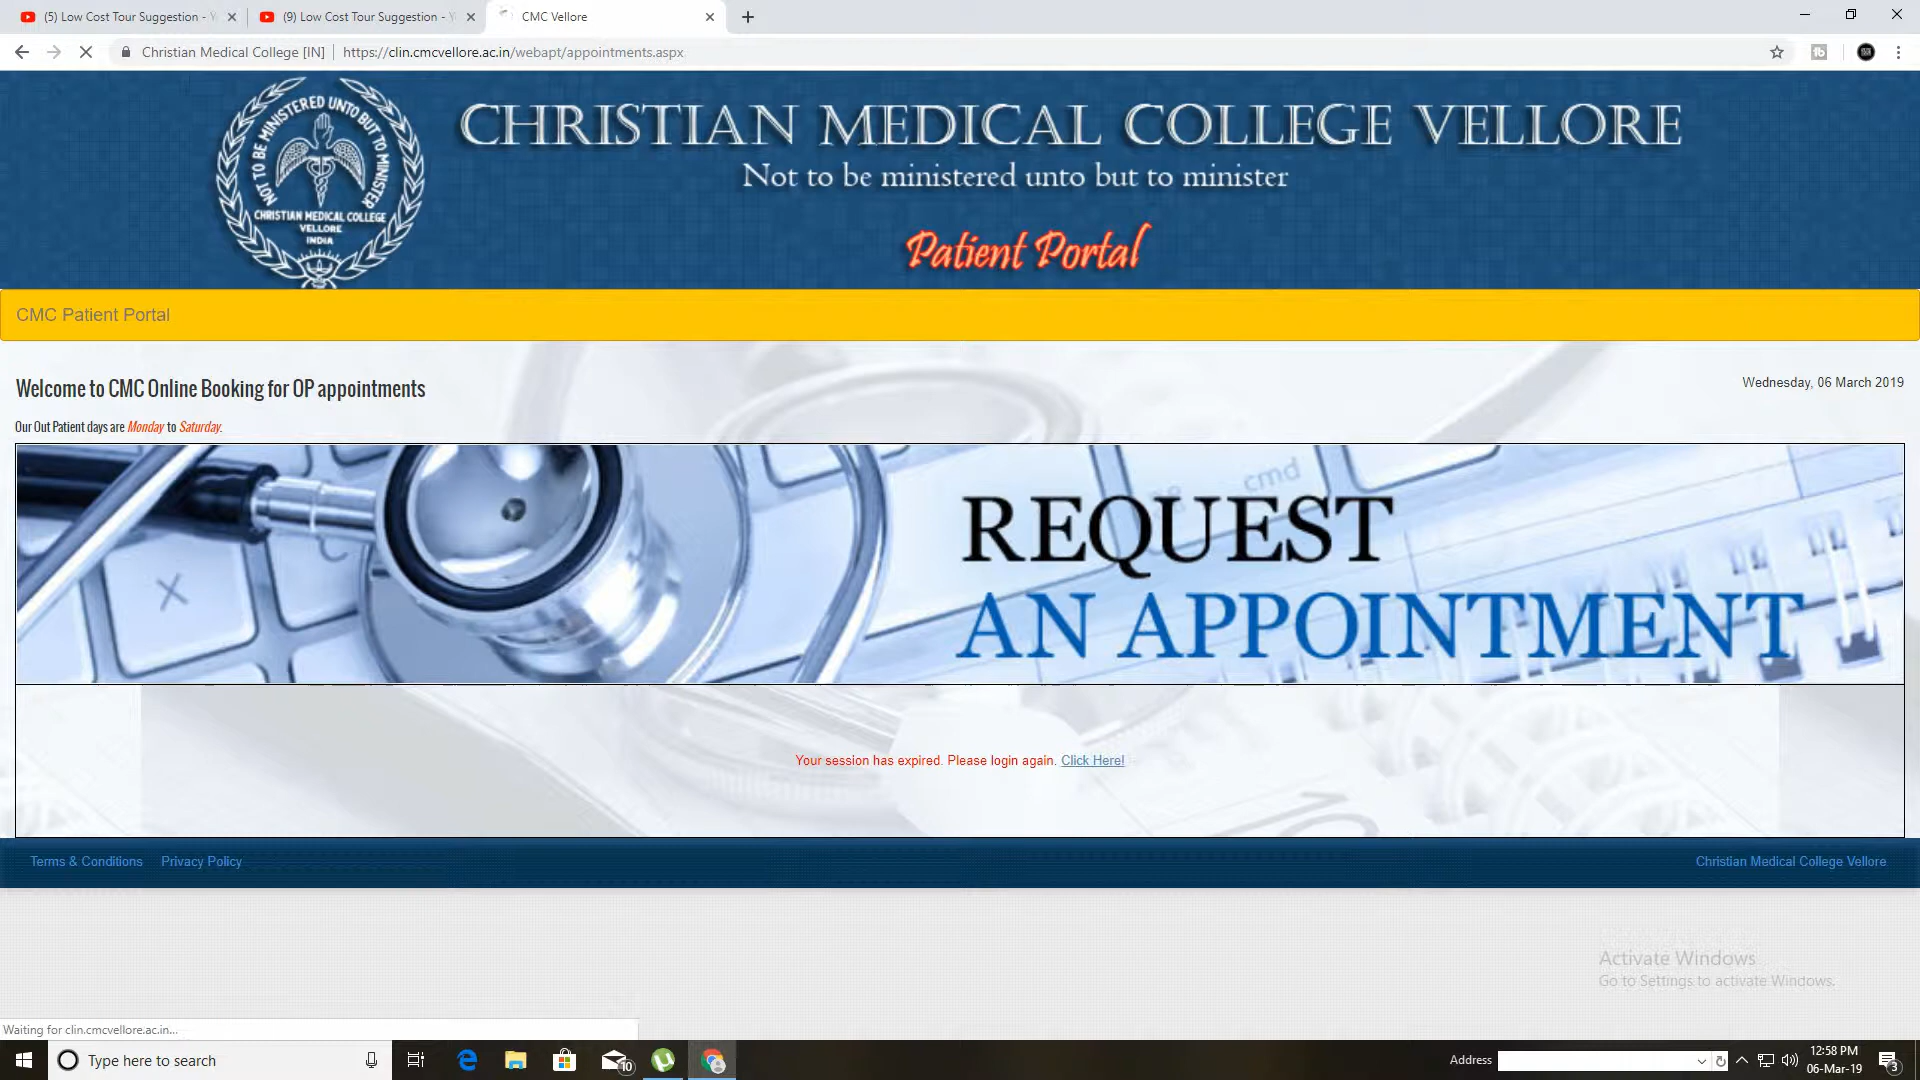 (5) Low Cost Tour Suggestion - Y
(9) Low Cost Tour Suggestion - Y
CMC Vellore
Christian Medical College [IN]
https://clin.cmcvellore.ac.in/webapt/appointments.aspx
NOT TO BE MINISTERED UNTO BUT TO MINISTER
CHRISTIAN MEDICAL COLLEGE
VELLORE
INDIA
CHRISTIAN MEDICAL COLLEGE VELLORE
Not to be ministered unto but to minister
Patient Portal
CMC Patient Portal
Welcome to CMC Online Booking for OP appointments
Wednesday, 06 March 2019
Our Out Patient days are Monday to Saturday.
cmd
X
REQUEST
AN APPOINTMENT
Your session has expired. Please login again. Click Here!
Terms & Conditions
Privacy Policy
Christian Medical College Vellore
Activate Windows
Go to Settings to activate Windows.
Waiting for clin.cmcvellore.ac.in...
Type here to search
10
Address
12:58 PM
06-Mar-19
3